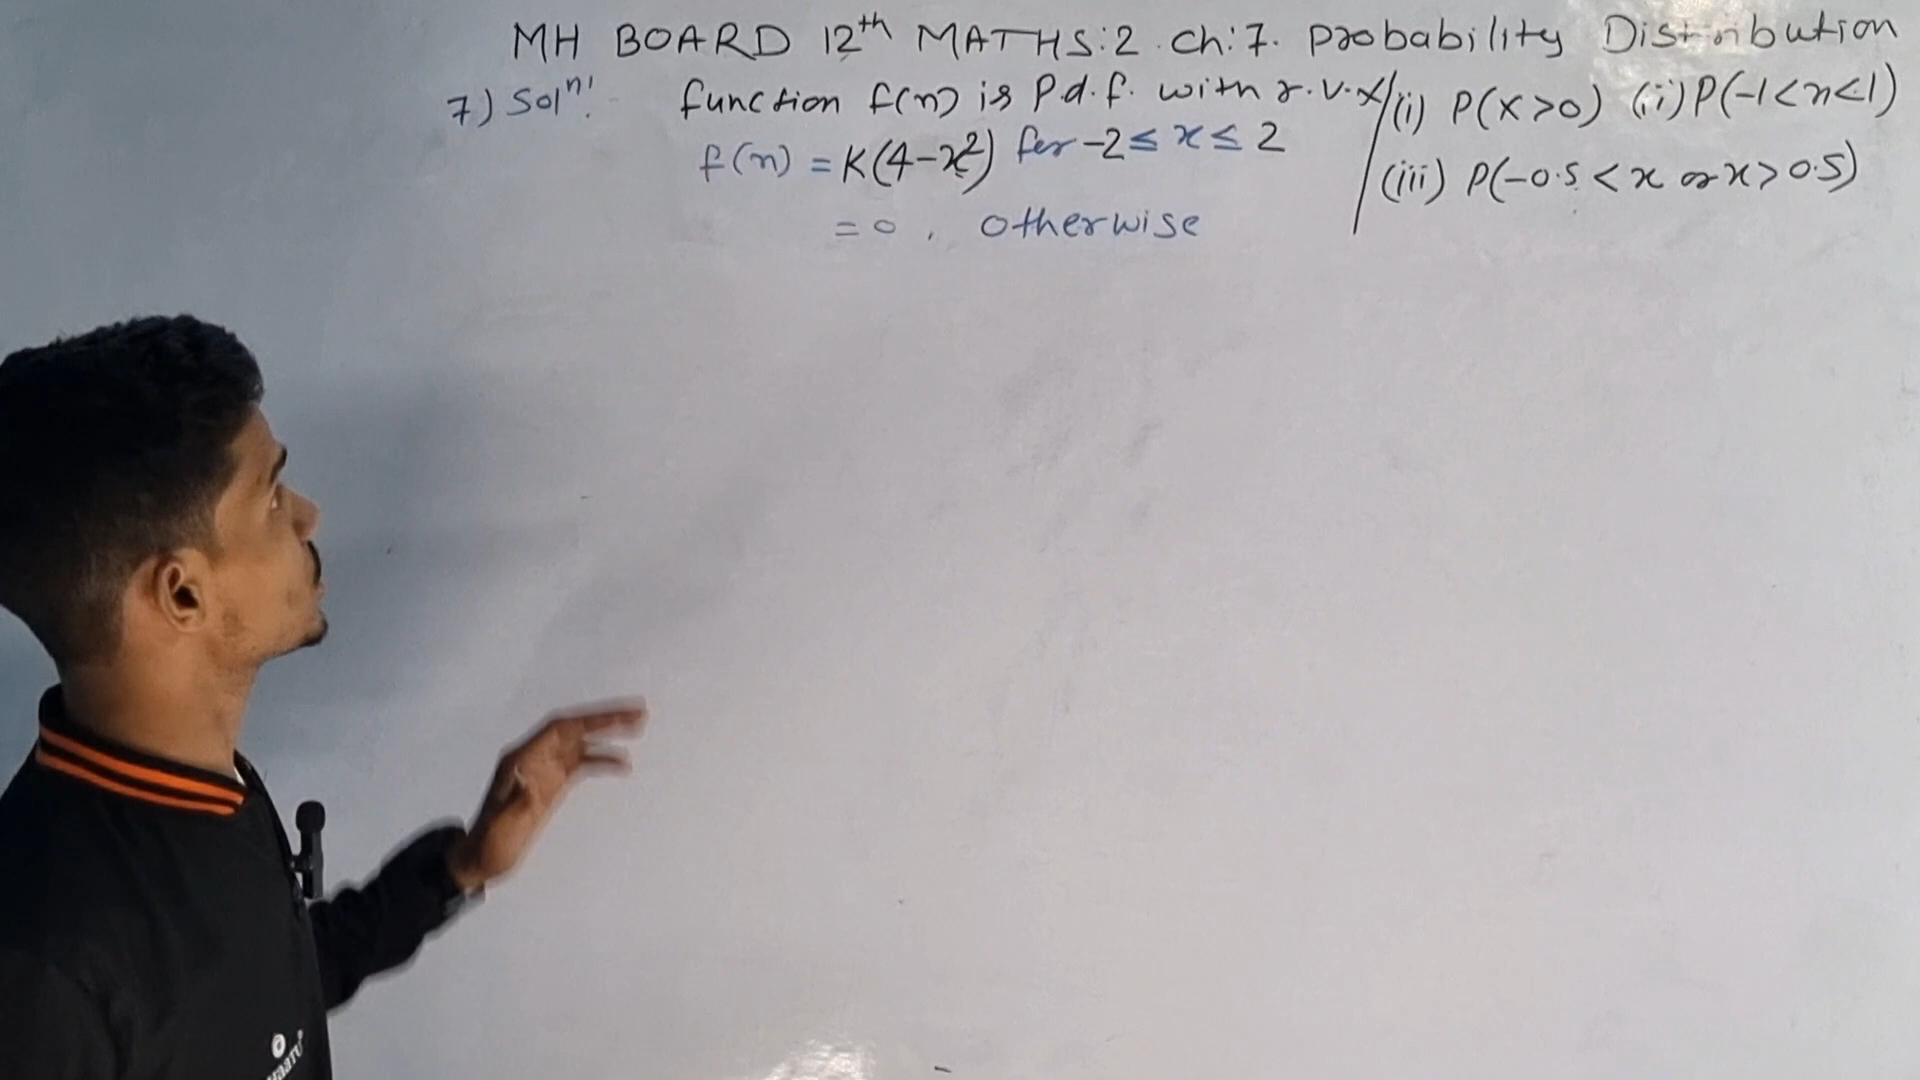 MH BOARD 12th MATHS:2 ch:7. probability Distribution
7) Solⁿ: function f(n) is P.d.f. with r.v.X/(i) P(X>0) (ii)P(-1<n<1)
f(n) = K(4-x²) for -2≤ x ≤ 2
(iii) P(-0.5<x or x>0.5)
=0, otherwise